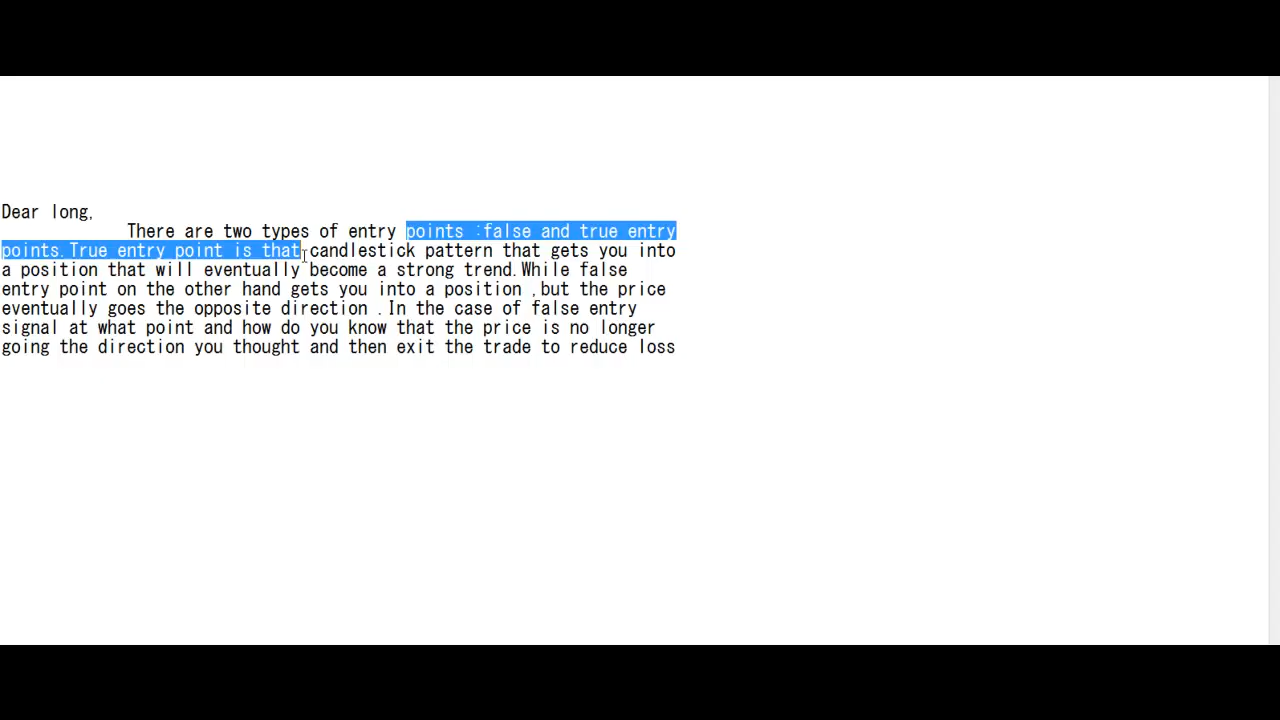 Dear long,
There are two types of entry points :false and true entry
points.True entry point is that candlestick pattern that gets you into
a position that will eventually become a strong trend.While false
entry point on the other hand gets you into a position ,but the price
eventually goes the opposite direction .In the case of false entry
signal at what point and how do you know that the price is no longer
going the direction you thought and then exit the trade to reduce loss